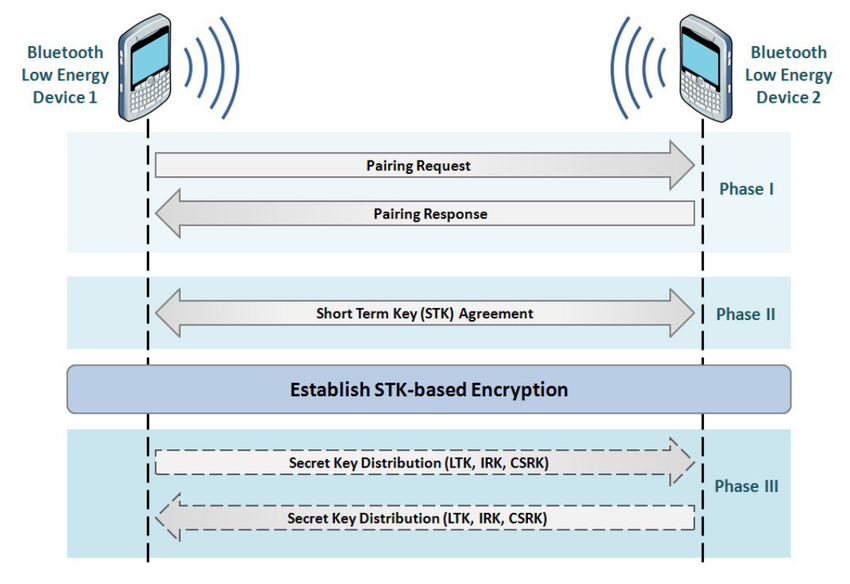 Bluetooth
Low Energy
Device 1
Bluetooth
Low Energy
Device 2
Pairing Request
Phase I
Pairing Response
Short Term Key (STK) Agreement
Phase II
Establish STK-based Encryption
Secret Key Distribution (LTK, IRK, CSRK)
Phase III
Secret Key Distribution (LTK, IRK, CSRK)